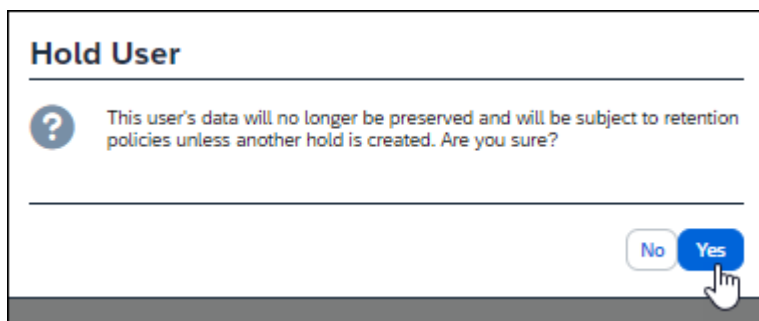 Hold User
This user's data will no longer be preserved and will be subject to retention
policies unless another hold is created. Are you sure?
No Yes